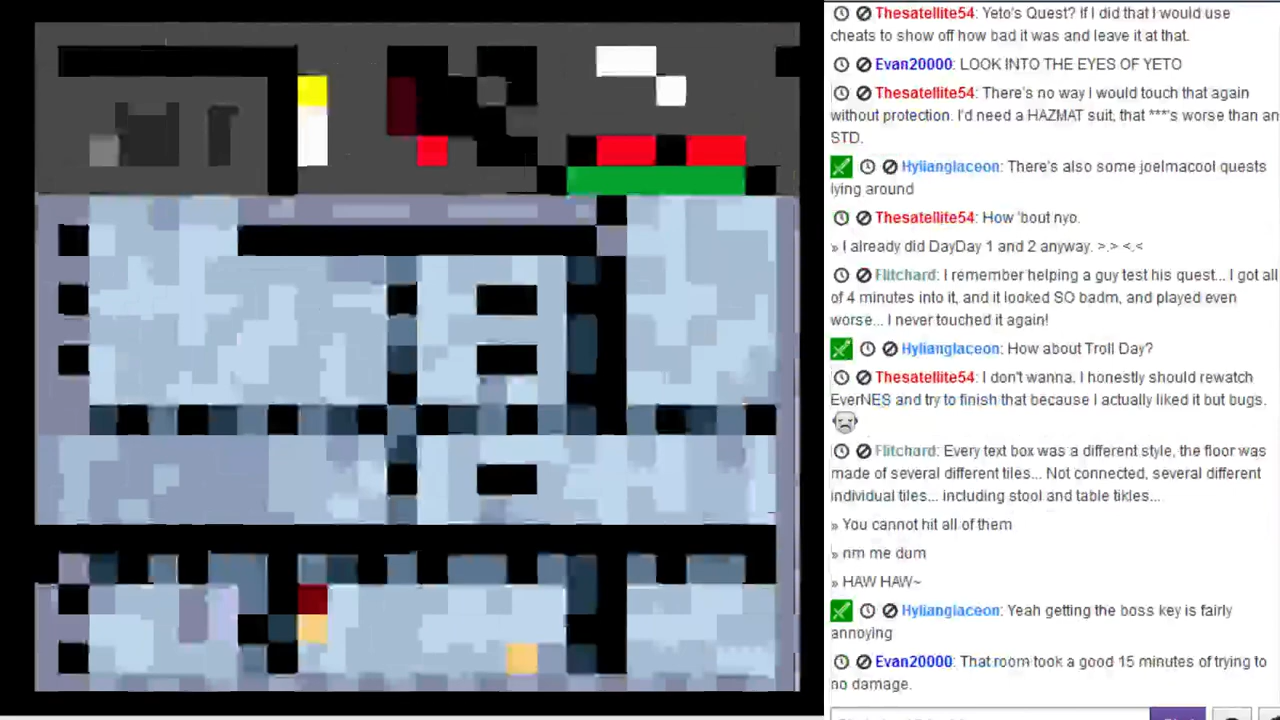 Thesatellite54: Yeto's Quest? If I did that I would use
cheats to show off how bad it was and leave it at that.
Evan20000: LOOK INTO THE EYES OF YETO
Thesatellite54: There's no way I would touch that again
without protection. I'd need a HAZMAT suit, that ***'s worse than an
STD.
Hylianglaceon: There's also some joelmacool quests
lying around
Thesatellite54: How 'bout nyo.
» I already did DayDay 1 and 2 anyway. >.> <.<
Flitchard: I remember helping a guy test his quest... I got all
of 4 minutes into it, and it looked SO badm, and played even
worse... I never touched it again!
Hylianglaceon: How about Troll Day?
Thesatellite54: I don't wanna. I honestly should rewatch
EverNES and try to finish that because I actually liked it but bugs.
Flitchard: Every text box was a different style, the floor was
made of several different tiles... Not connected, several different
individual tiles... including stool and table tikles...
» You cannot hit all of them
» nm me dum
» HAW HAW~
Hylianglaceon: Yeah getting the boss key is fairly
annoying
Evan20000: That room took a good 15 minutes of trying to
no damage.